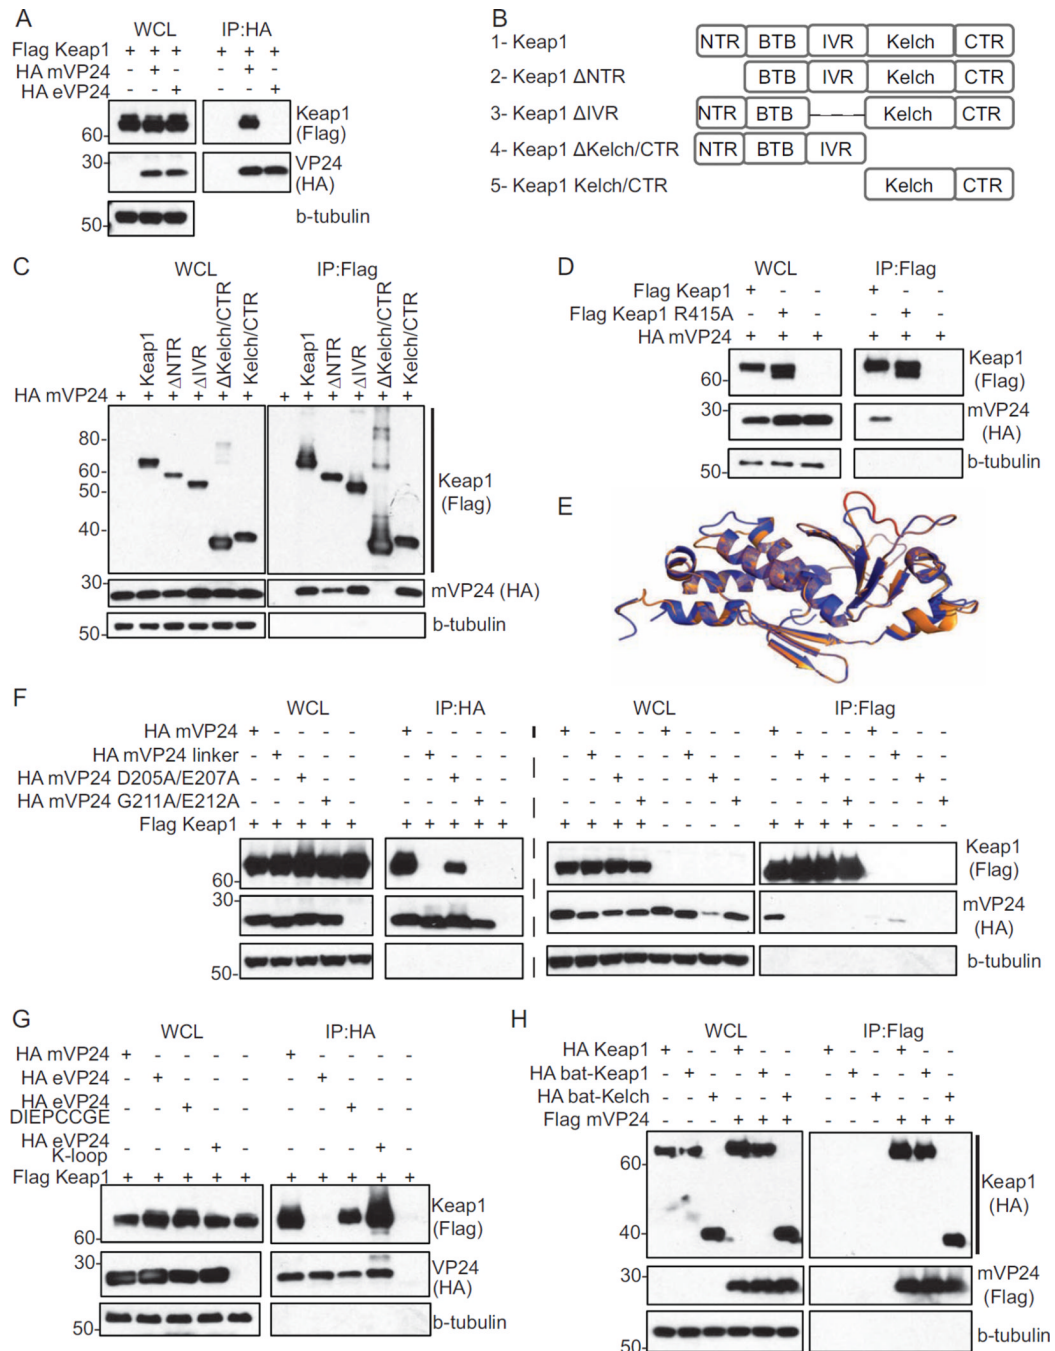 A
WCL IP:HA
Flag Keap1 + + + + + +
HA mVP24 - + - - + -
HA eVP24 - - + - - +
60-
Keap1
(Flag)
30-
VP24
(HA)
50-
b-tubulin
B
1- Keap1 NTR BTB IVR Kelch CTR
2- Keap1 ΔNTR BTB IVR Kelch CTR
3- Keap1 ΔIVR NTR BTB Kelch CTR
4- Keap1 ΔKelch/CTR NTR BTB IVR
5- Keap1 Kelch/CTR Kelch CTR
C
WCL IP:Flag
Keap1 ΔNTR ΔIVR ΔKelch/CTR Kelch/CTR Keap1 ΔNTR ΔIVR ΔKelch/CTR Kelch/CTR
HA mVP24 + + + + + + + + + + + +
80-
60-
50-
40-
Keap1
(Flag)
30-
mVP24 (HA)
50-
b-tubulin
D
WCL IP:Flag
Flag Keap1 + - - + - -
Flag Keap1 R415A - + - - + -
HA mVP24 + + + + + +
60-
Keap1
(Flag)
30-
mVP24
(HA)
50-
b-tubulin
E
F
WCL IP:HA WCL IP:Flag
HA mVP24 + - - - - + - - - - + - - - + - - - + - - - + - - -
HA mVP24 linker - + - - - - + - - - - + - - - + - - - + - - - + - -
HA mVP24 D205A/E207A - - + - - - - + - - - - + - - - + - - - + - - - + -
HA mVP24 G211A/E212A - - - + - - - - + - - - - + - - - + - - - + - - - +
Flag Keap1 + + + + + + + + + + + + + + - - - - + + + + - - - -
60-
Keap1
(Flag)
30-
mVP24
(HA)
50-
b-tubulin
G
WCL IP:HA
HA mVP24 + - - - - + - - - -
HA eVP24 - + - - - - + - - -
HA eVP24
DIEPCCGE - - + - - - - + - -
HA eVP24
K-loop - - - + - - - - + -
Flag Keap1 + + + + + + + + + +
60-
Keap1
(Flag)
30-
VP24
(HA)
50-
b-tubulin
H
WCL IP:Flag
HA Keap1 + - - + - - + - - + - -
HA bat-Keap1 - + - - + - - + - - + -
HA bat-Kelch - - + - - + - - + - - +
Flag mVP24 - - - + + + - - - + + +
60-
40-
Keap1
(HA)
30-
mVP24
(Flag)
50-
b-tubulin